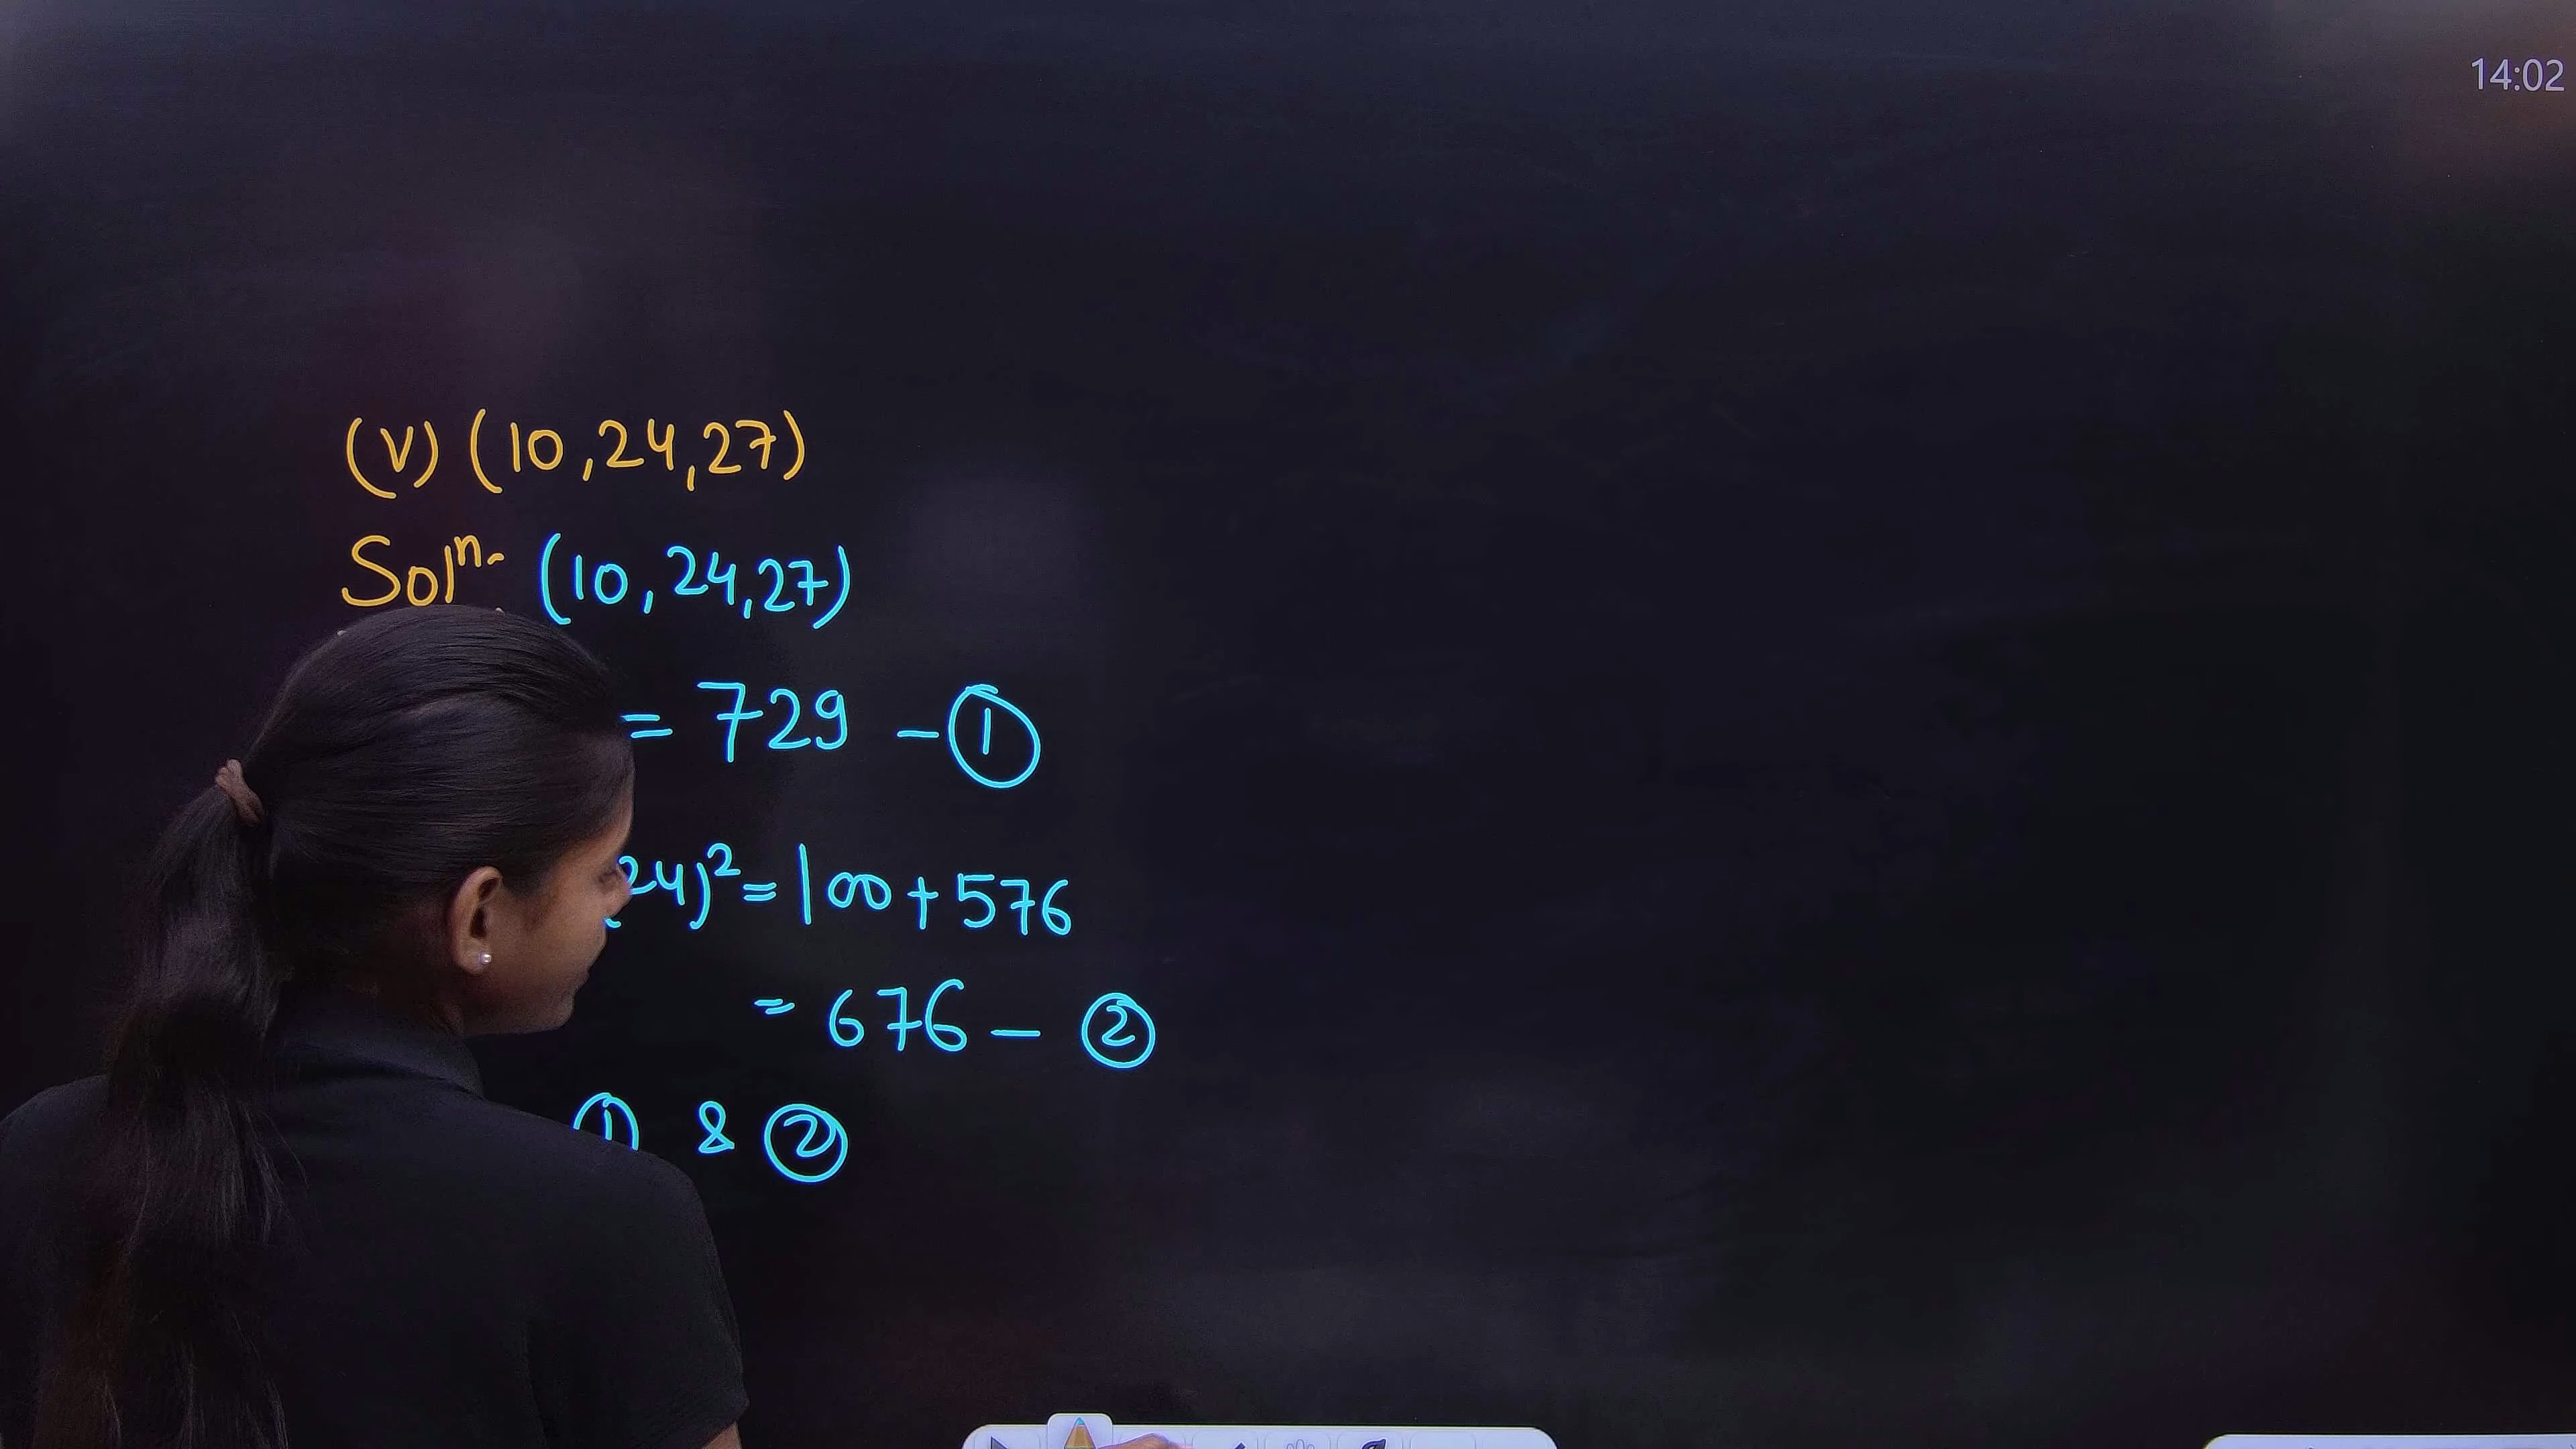 14:02
(V) (10,24,27)
Solⁿ. (10,24,27)
= 729 - ①
24)² = 100 + 576
= 676 - ②
① & ②